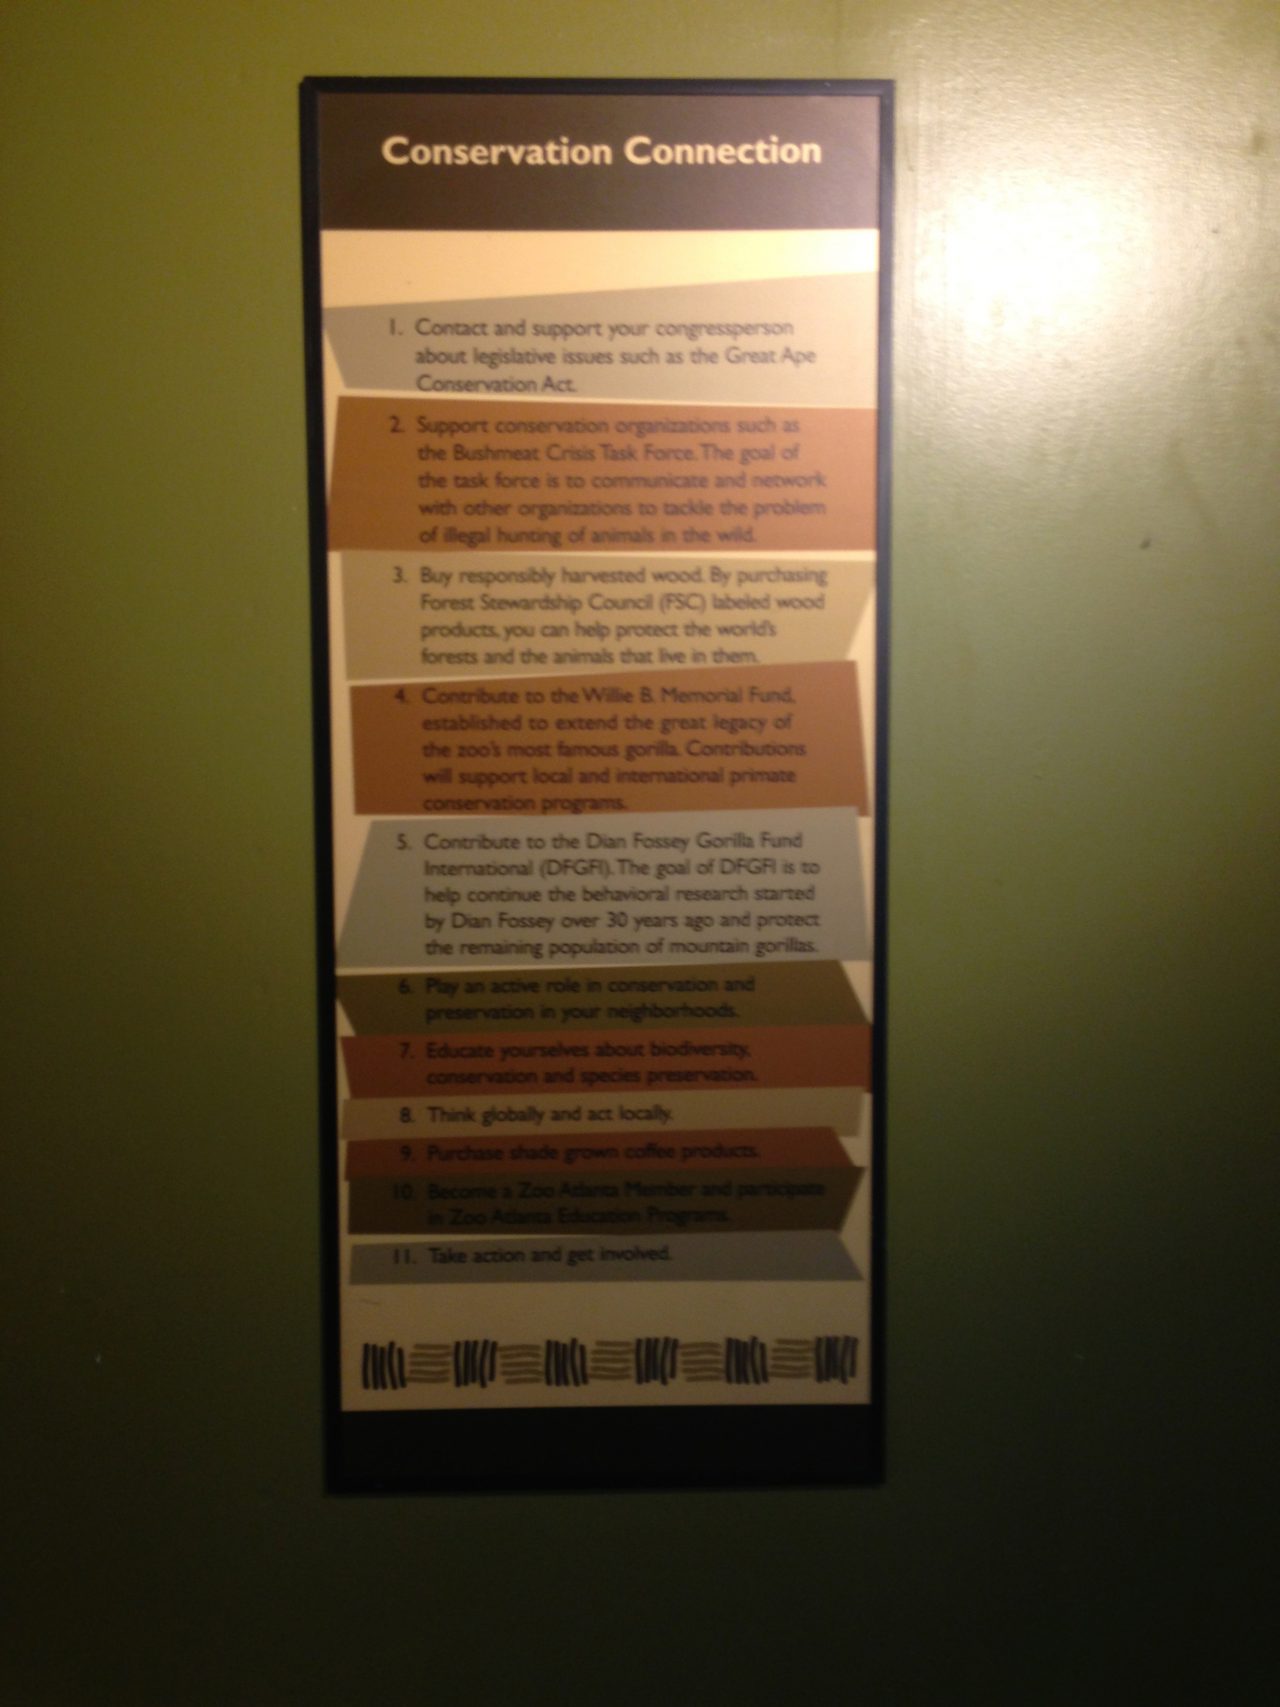 Conservation Connection
1. Contact and support your congressperson
about legislative issues such as the Great Ape
Conservation Act.
2. Support conservation organizations such as
the Bushmeat Crisis Task Force. The goal of
the task force is to communicate and network
with other organizations to tackle the problem
of illegal hunting of animals in the wild.
3. Buy responsibly harvested wood. By purchasing
Forest Stewardship Council (FSC) labeled wood
products, you can help protect the world's
forests and the animals that live in them.
4. Contribute to the Willie B. Memorial Fund,
established to extend the great legacy of
the zoo's most famous gorilla. Contributions
will support local and international primate
conservation programs.
5. Contribute to the Dian Fossey Gorilla Fund
International (DFGFI). The goal of DFGFI is to
help continue the behavioral research started
by Dian Fossey over 30 years ago and protect
the remaining population of mountain gorillas.
6. Play an active role in conservation and
preservation in your neighborhoods.
7. Educate yourselves about biodiversity,
conservation and species preservation.
8. Think globally and act locally.
9. Purchase shade grown coffee products.
10. Become a Zoo Atlanta Member and participate
in Zoo Atlanta Education Programs.
11. Take action and get involved.